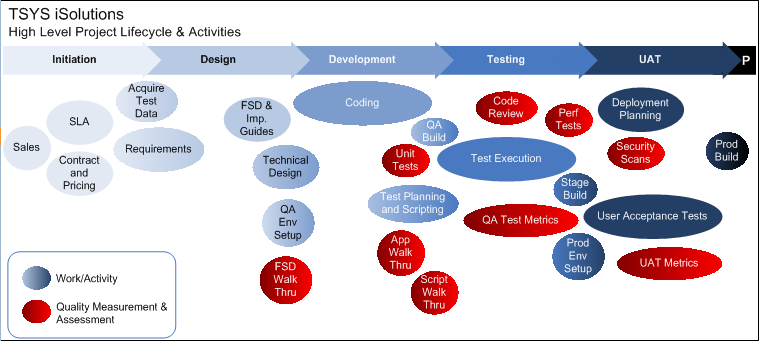 TSYS iSolutions
High Level Project Lifecycle & Activities
Initiation
Design
Development
Testing
UAT
P
Sales
SLA
Contract
and
Pricing
Acquire
Test
Data
Requirements
FSD &
Imp.
Guides
Technical
Design
QA
Env
Setup
FSD
Walk
Thru
Coding
QA
Build
Unit
Tests
Test Planning
and Scripting
App
Walk
Thru
Script
Walk
Thru
Code
Review
Perf
Tests
Test Execution
Stage
Build
QA Test Metrics
Prod
Env
Setup
Deployment
Planning
Security
Scans
User Acceptance Tests
UAT Metrics
Prod
Build
Work/Activity
Quality Measurement &
Assessment